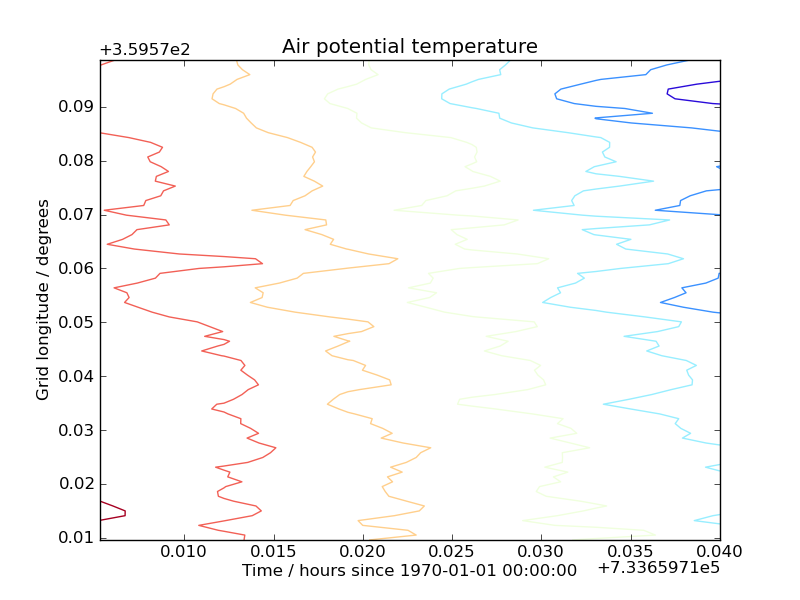 +3.5957e2
Air potential temperature
0.09
0.08
0.07
0.06
0.05
0.04
0.03
0.02
0.01
Grid longitude / degrees
0.010 0.015 0.020 0.025 0.030 0.035 0.040
Time / hours since 1970-01-01 00:00:00
+7.3365971e5